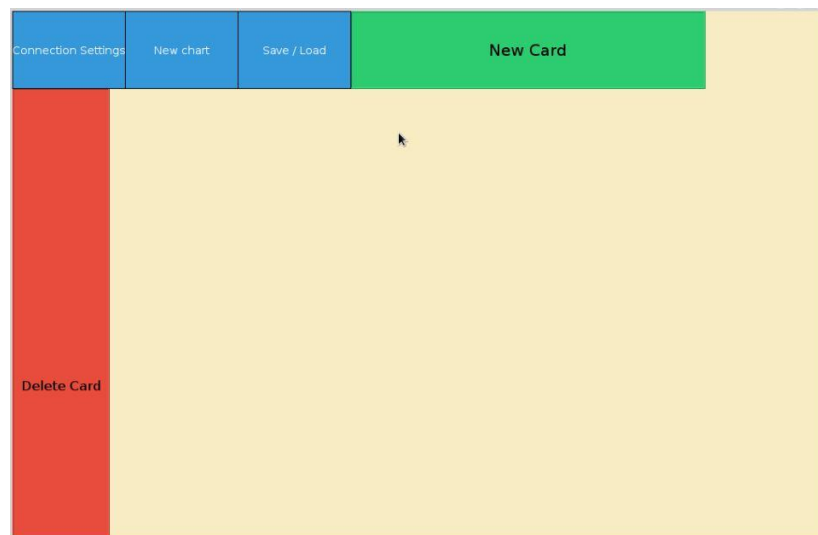 Connection Settings
New chart
Save / Load
New Card
Delete Card